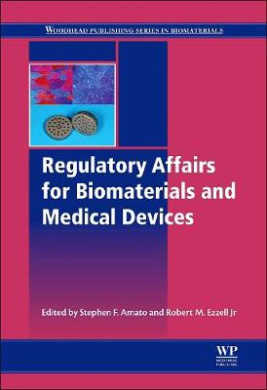 WOODHEAD PUBLISHING SERIES IN BIOMATERIALS
Regulatory Affairs
for Biomaterials and
Medical Devices
Edited by Stephen F. Amato and Robert M. Ezzell Jr
WP